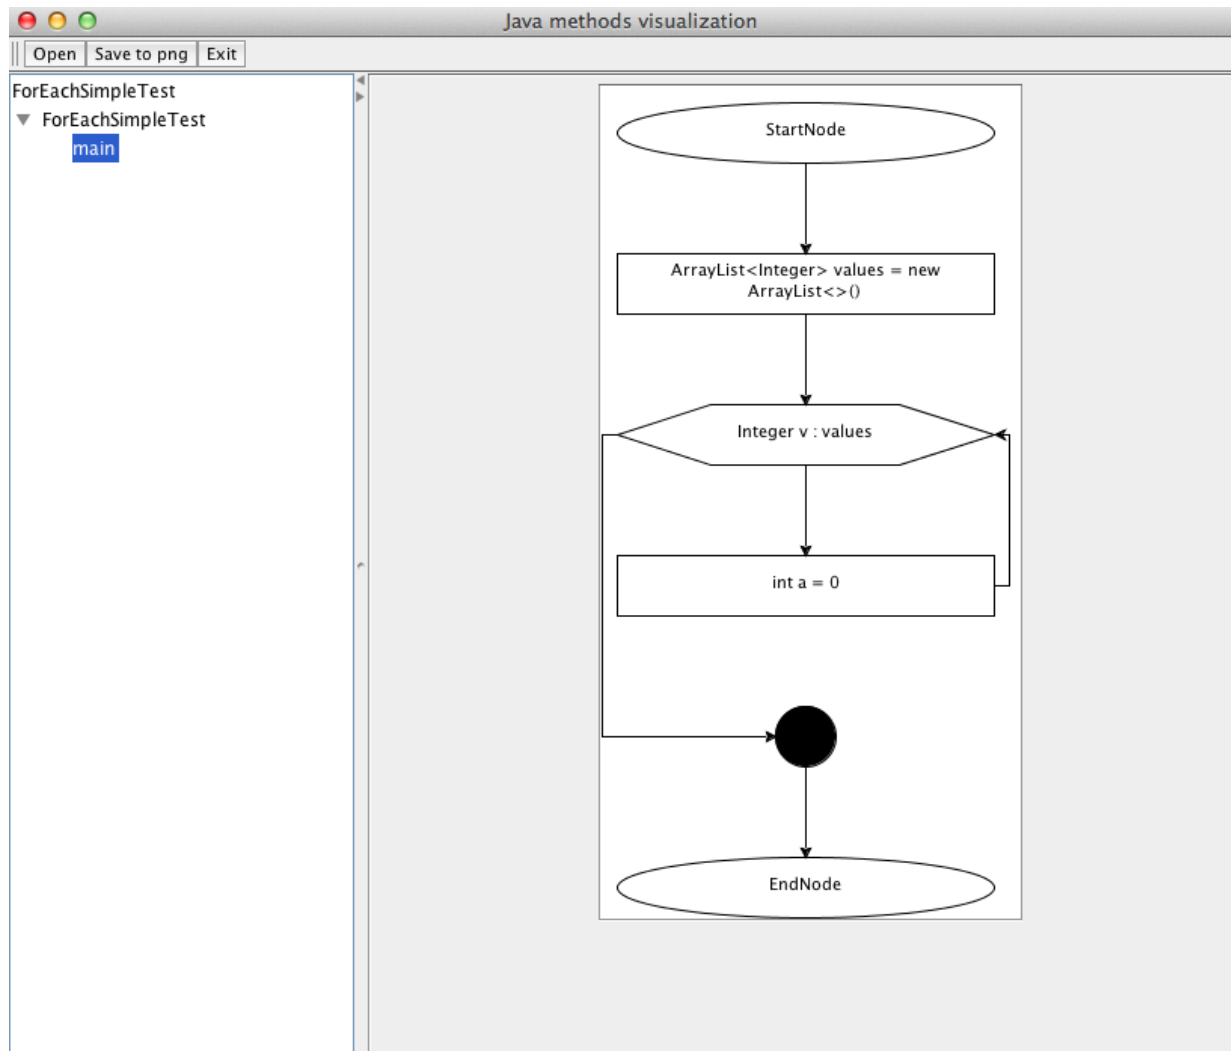 Java methods visualization
Open Save to png Exit
ForEachSimpleTest
ForEachSimpleTest
main
StartNode
ArrayList<Integer> values = new
ArrayList<>()
Integer v : values
int a = 0
EndNode